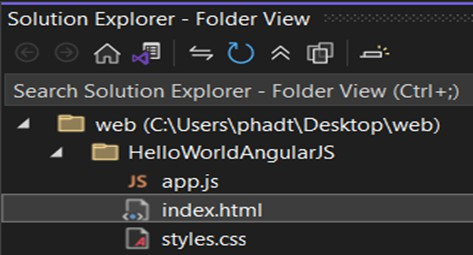 Solution Explorer - Folder View
Search Solution Explorer - Folder View (Ctrl+;)
web (C:\Users\phadt\Desktop\web)
HelloWorldAngularJS
JS app.js
index.html
styles.css